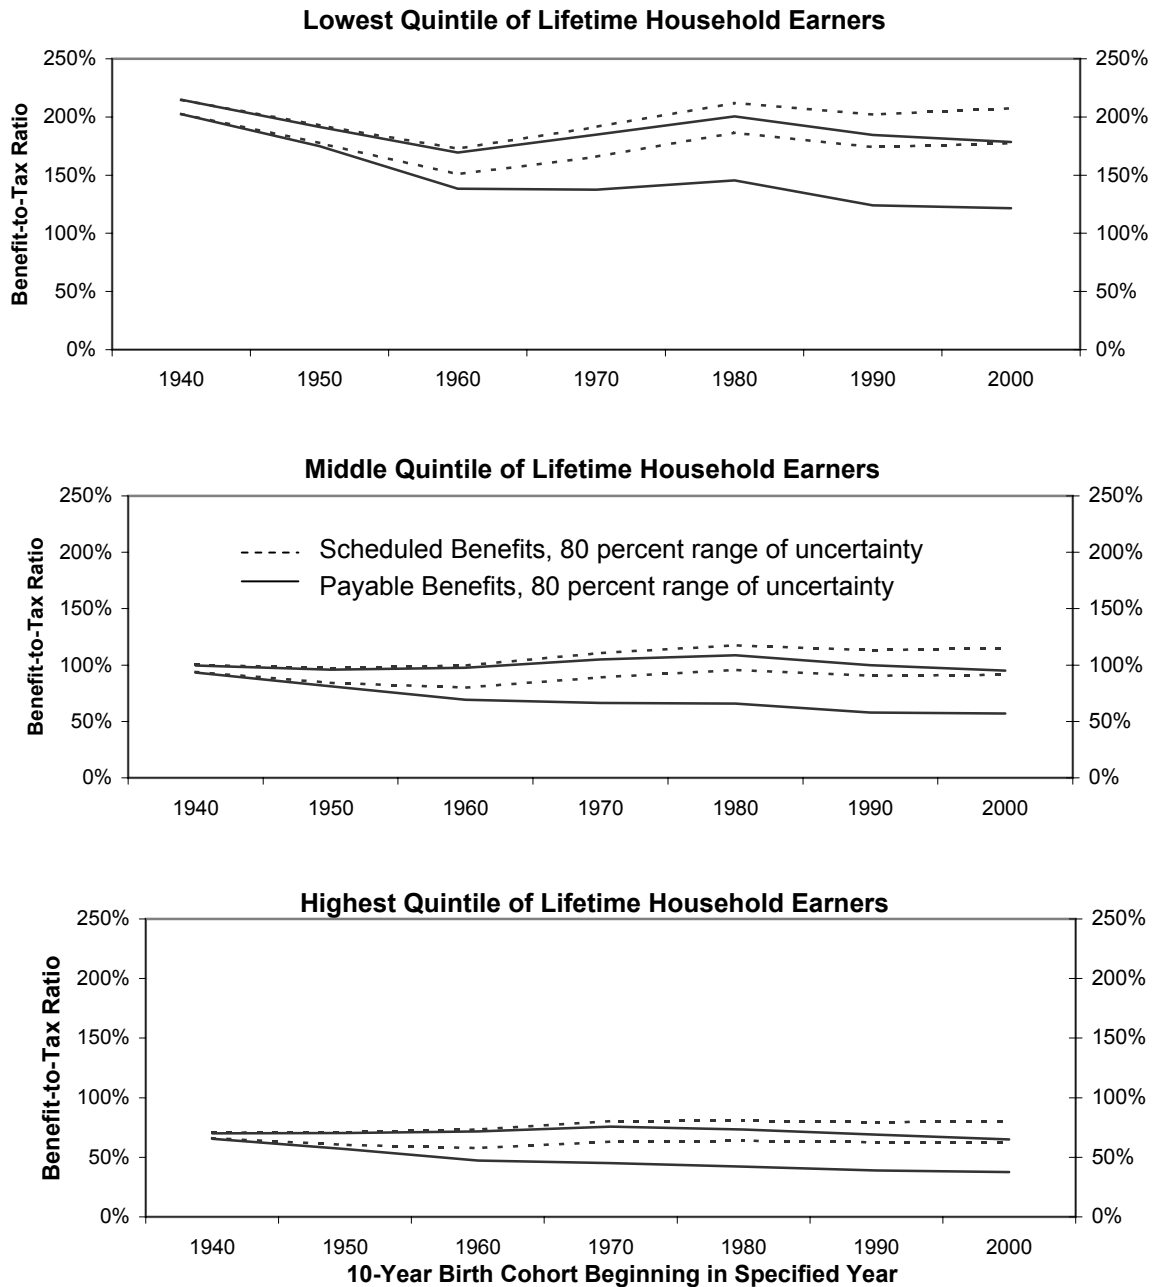 Lowest Quintile of Lifetime Household Earners
Benefit-to-Tax Ratio
250% 250%
200% 200%
150% 150%
100% 100%
50% 50%
0% 0%
1940 1950 1960 1970 1980 1990 2000
Middle Quintile of Lifetime Household Earners
Benefit-to-Tax Ratio
250% 250%
Scheduled Benefits, 80 percent range of uncertainty
200% 200%
Payable Benefits, 80 percent range of uncertainty
150% 150%
100% 100%
50% 50%
0% 0%
1940 1950 1960 1970 1980 1990 2000
Highest Quintile of Lifetime Household Earners
Benefit-to-Tax Ratio
250% 250%
200% 200%
150% 150%
100% 100%
50% 50%
0% 0%
1940 1950 1960 1970 1980 1990 2000
10-Year Birth Cohort Beginning in Specified Year